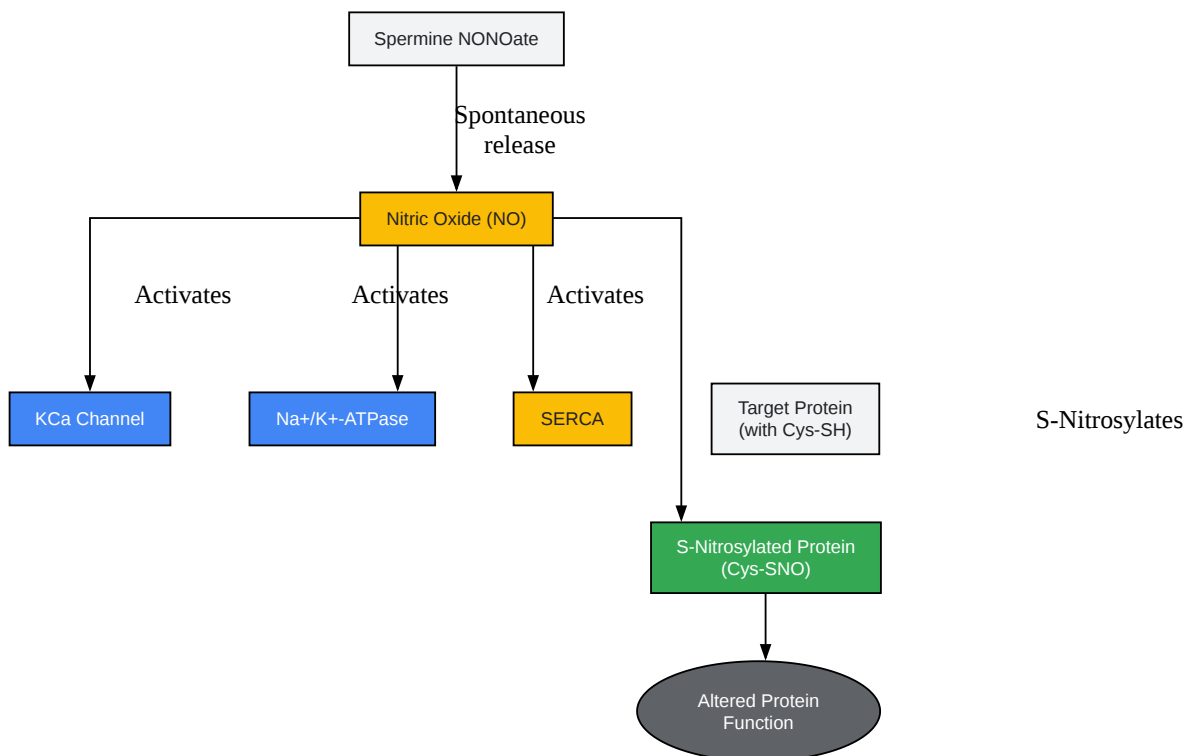 Spermine NONOate
Spontaneous
release
Nitric Oxide (NO)
Activates
Activates
Activates
KCa Channel
Na+/K+-ATPase
SERCA
Target Protein
(with Cys-SH)
S-Nitrosylates
S-Nitrosylated Protein
(Cys-SNO)
Altered Protein
Function